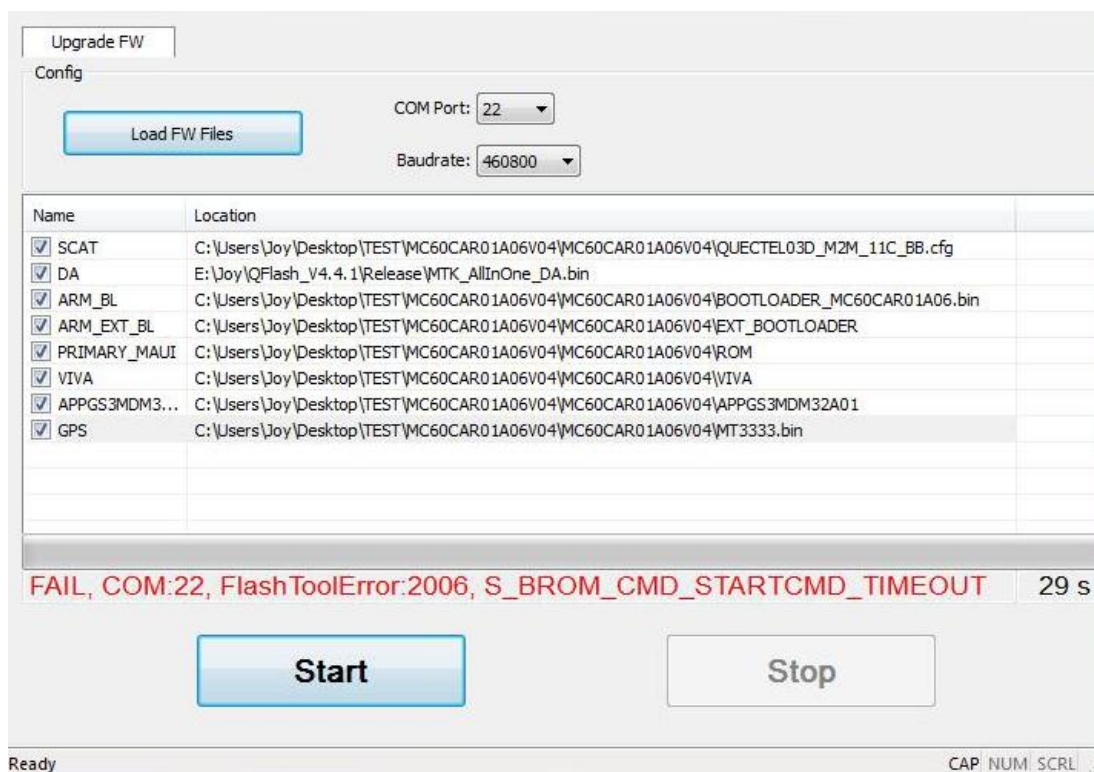 Upgrade FW
Config
Load FW Files
COM Port: 22
Baudrate: 460800
Name Location
SCAT C:\Users\Joy\Desktop\TEST\MC60CAR01A06V04\MC60CAR01A06V04\QUECTEL03D_M2M_11C_BB.cfg
DA E:\Joy\QFlash_V4.4.1\Release\MTK_AllInOne_DA.bin
ARM_BL C:\Users\Joy\Desktop\TEST\MC60CAR01A06V04\MC60CAR01A06V04\BOOTLOADER_MC60CAR01A06.bin
ARM_EXT_BL C:\Users\Joy\Desktop\TEST\MC60CAR01A06V04\MC60CAR01A06V04\EXT_BOOTLOADER
PRIMARY_MAUI C:\Users\Joy\Desktop\TEST\MC60CAR01A06V04\MC60CAR01A06V04\ROM
VIVA C:\Users\Joy\Desktop\TEST\MC60CAR01A06V04\MC60CAR01A06V04\VIVA
APPGS3MDM3... C:\Users\Joy\Desktop\TEST\MC60CAR01A06V04\MC60CAR01A06V04\APPGS3MDM32A01
GPS C:\Users\Joy\Desktop\TEST\MC60CAR01A06V04\MC60CAR01A06V04\MT3333.bin
FAIL, COM:22, FlashToolError:2006, S_BROM_CMD_STARTCMD_TIMEOUT 29 s
Start Stop
Ready CAP NUM SCRL